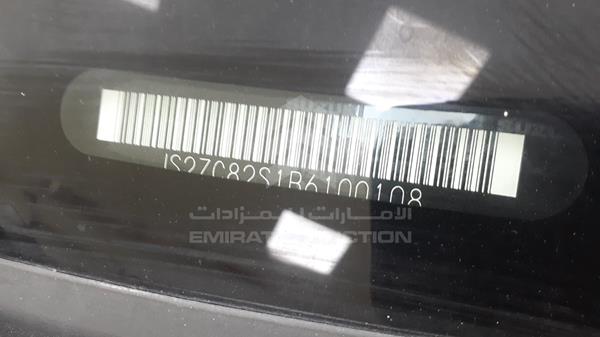 JS2ZC82S1B6100108
الامارات للمزادات
EMIRATES AUCTION